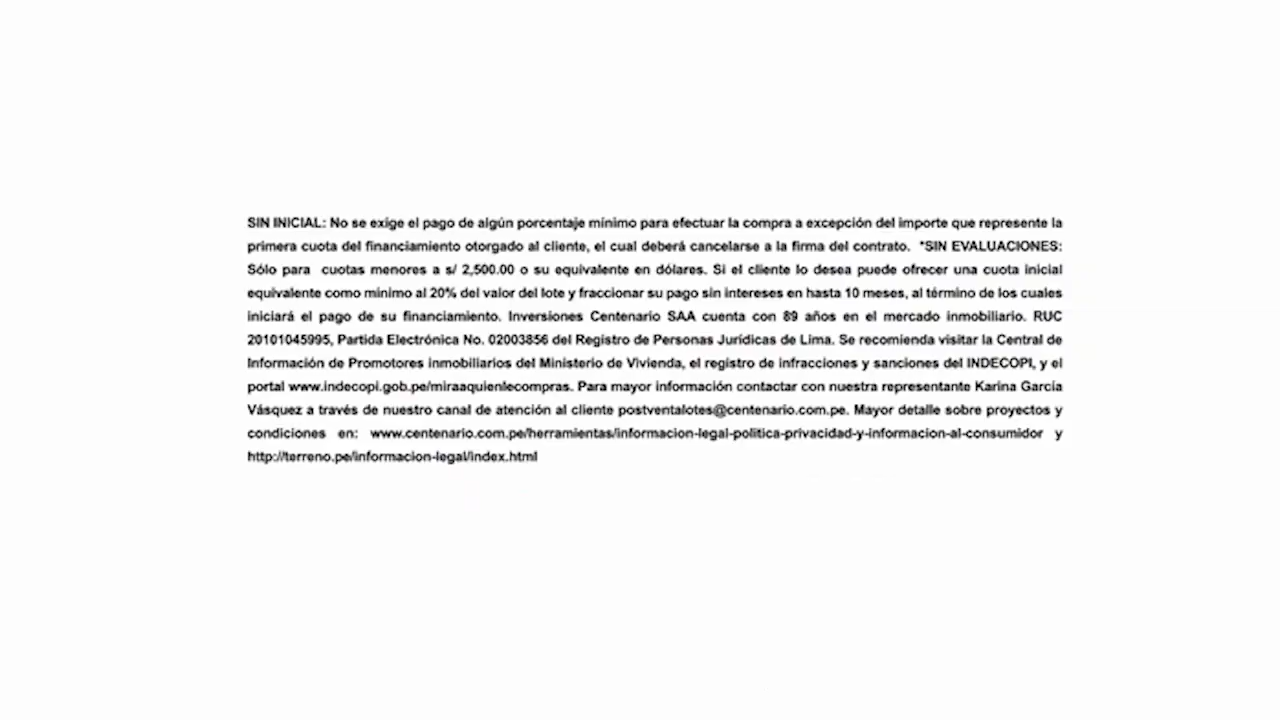 SIN INICIAL: No se exige el pago de algún porcentaje mínimo para efectuar la compra a excepción del importe que represente la
primera cuota del financiamiento otorgado al cliente, el cual deberá cancelarse a la firma del contrato. *SIN EVALUACIONES:
Sólo para cuotas menores a s/ 2,500.00 o su equivalente en dólares. Si el cliente lo desea puede ofrecer una cuota inicial
equivalente como mínimo al 20% del valor del lote y fraccionar su pago sin intereses en hasta 10 meses, al término de los cuales
iniciará el pago de su financiamiento. Inversiones Centenario SAA cuenta con 89 años en el mercado inmobiliario. RUC
20101045995, Partida Electrónica No. 02003856 del Registro de Personas Jurídicas de Lima. Se recomienda visitar la Central de
Información de Promotores inmobiliarios del Ministerio de Vivienda, el registro de infracciones y sanciones del INDECOPI, y el
portal www.indecopi.gob.pe/miraaquienlecompras. Para mayor información contactar con nuestra representante Karina García
Vásquez a través de nuestro canal de atención al cliente postventalotes@centenario.com.pe. Mayor detalle sobre proyectos y
condiciones en: www.centenario.com.pe/herramientas/informacion-legal-politica-privacidad-y-informacion-al-consumidor y
http://terreno.pe/informacion-legal/index.html